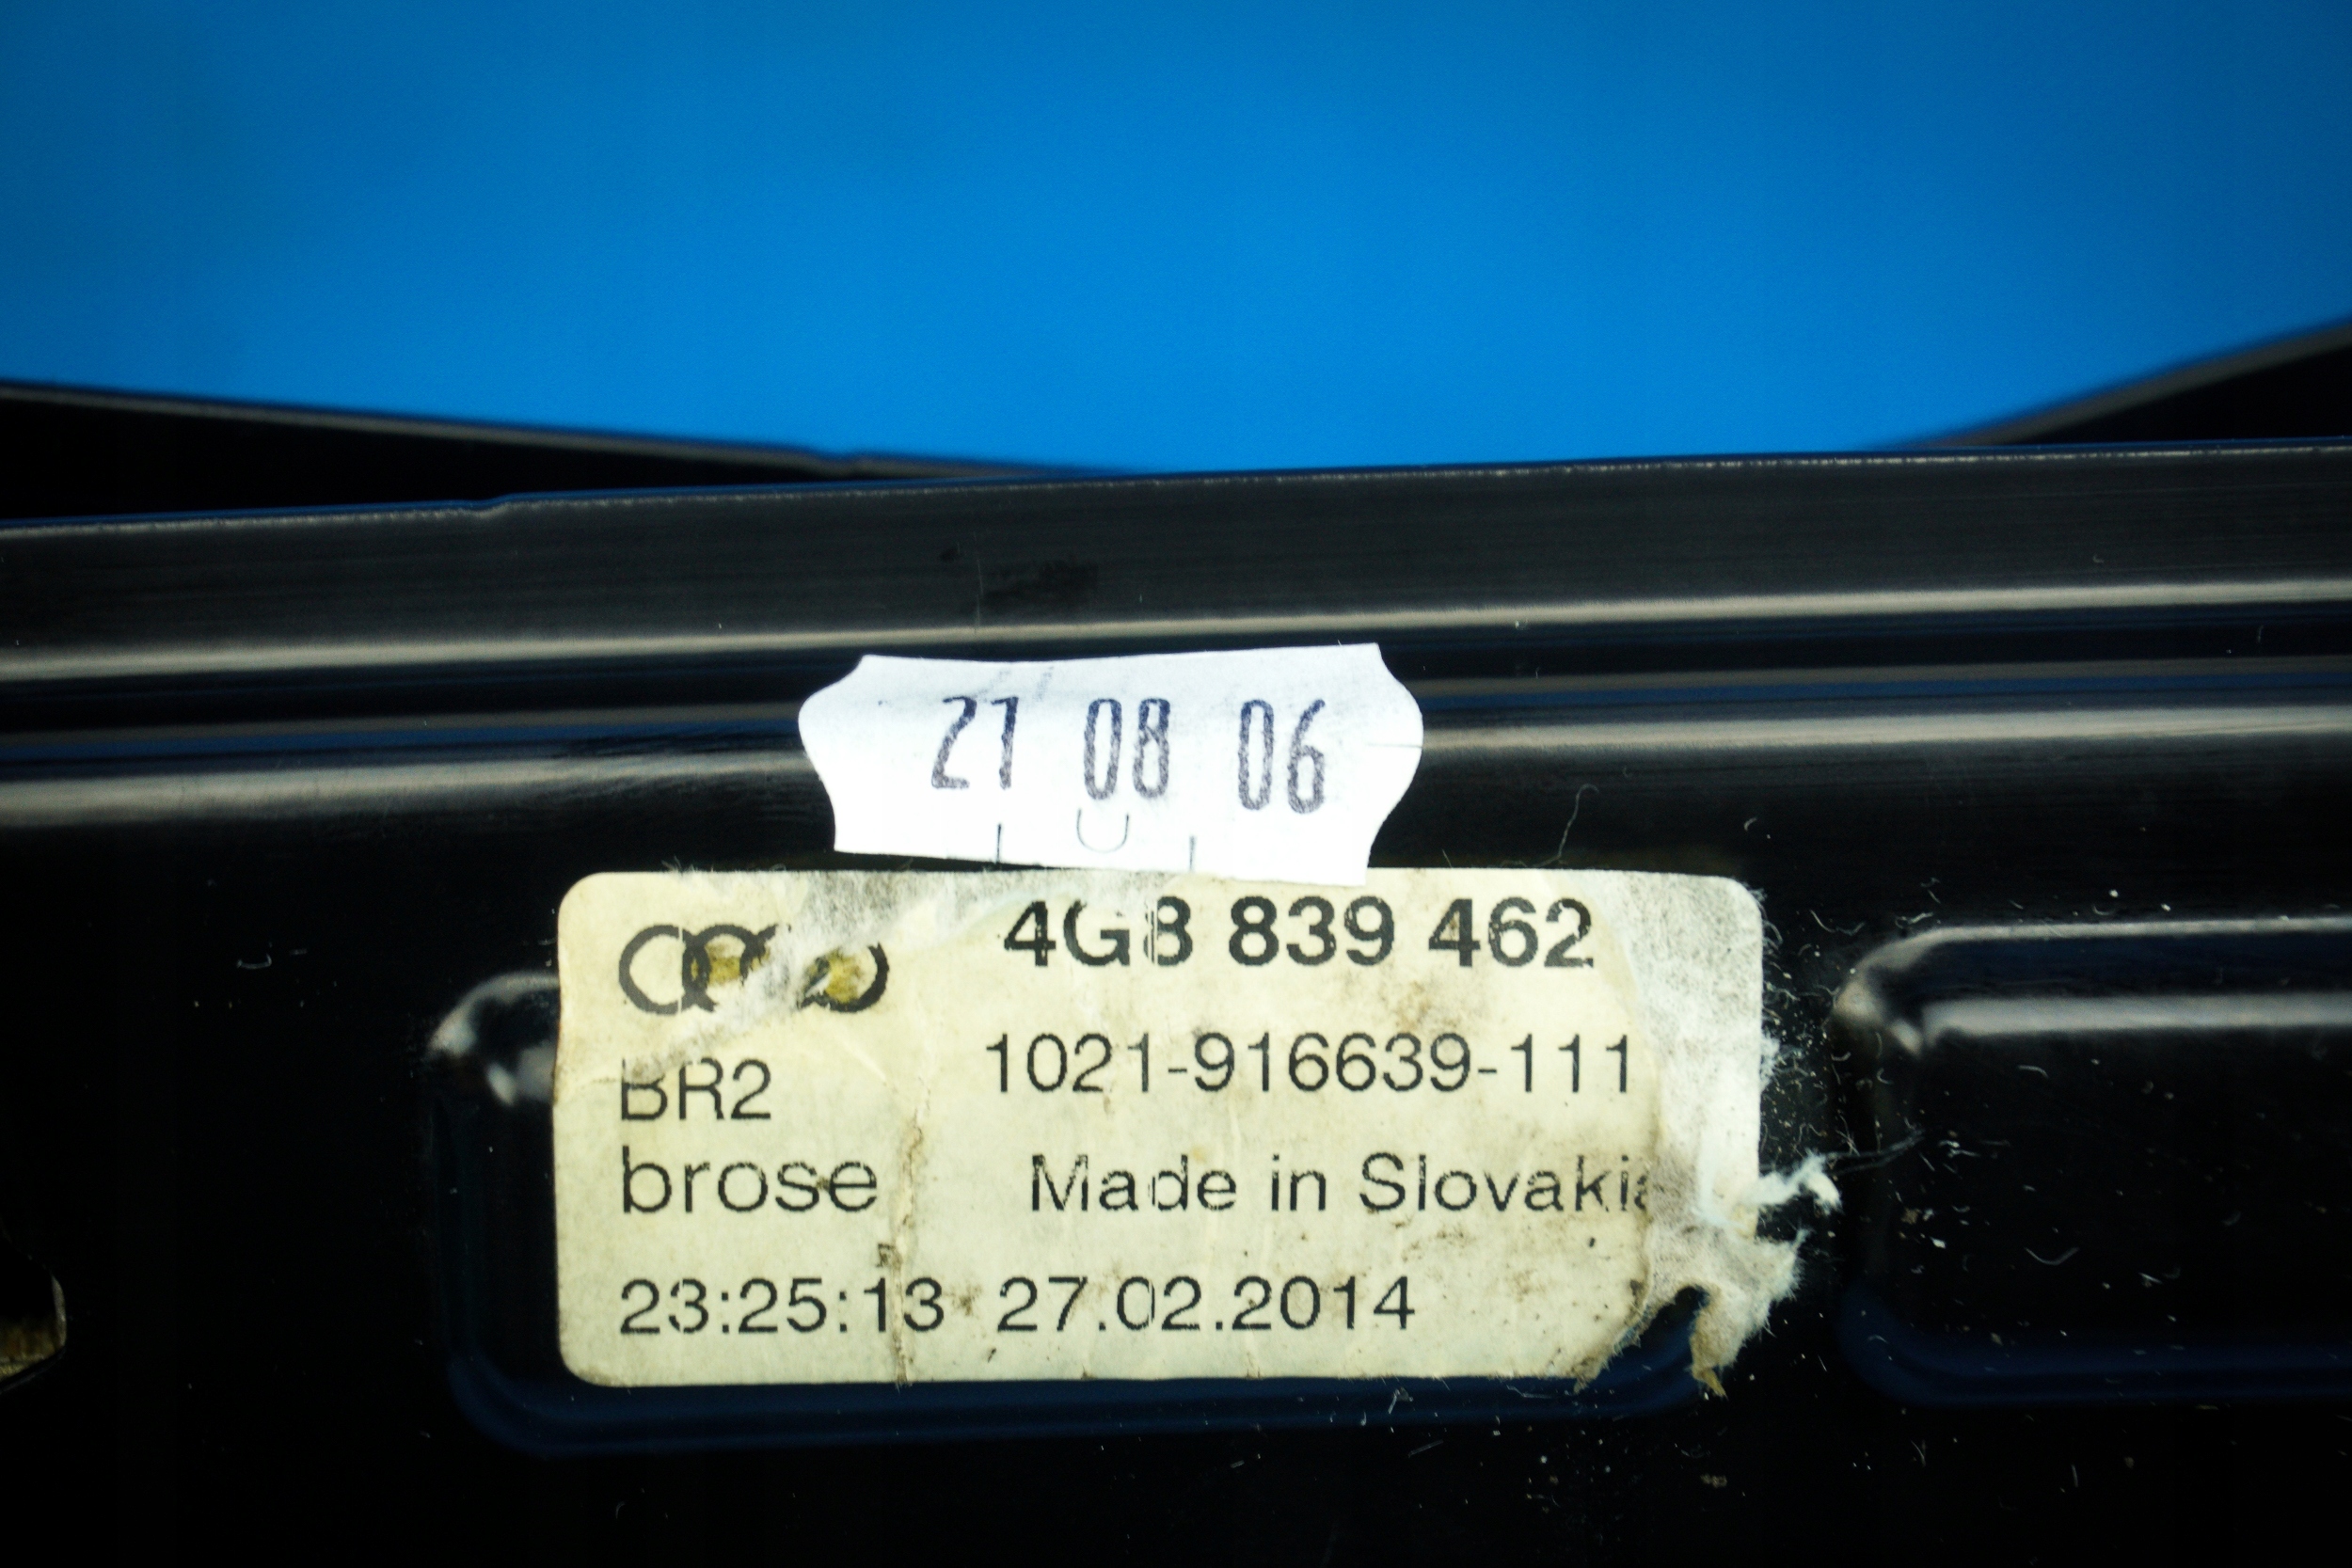 21 08 06
4G8 839 462
1021-916639-111
BR2
brose Made in Slovakia
23:25:13 27.02.2014